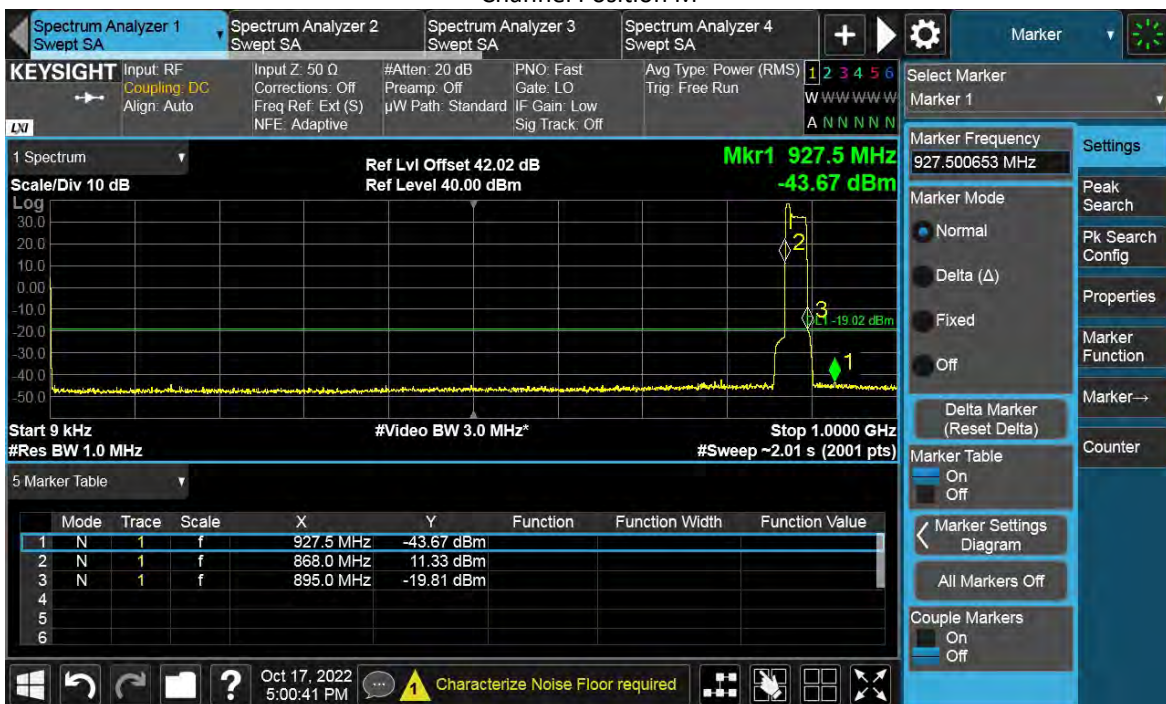 Channel Position M
Spectrum Analyzer 1
Swept SA
Spectrum Analyzer 2
Swept SA
Spectrum Analyzer 3
Swept SA
Spectrum Analyzer 4
Swept SA
Marker
KEYSIGHT
LXI
Input: RF
Coupling: DC
Align: Auto
Input Z: 50 Ω
Corrections: Off
Freq Ref: Ext (S)
NFE: Adaptive
#Atten: 20 dB
Preamp: Off
µW Path: Standard
PNO: Fast
Gate: LO
IF Gain: Low
Sig Track: Off
Avg Type: Power (RMS)
Trig: Free Run
1 2 3 4 5 6
W W W W W W
A N N N N N
Select Marker
Marker 1
1 Spectrum
Scale/Div 10 dB
Ref Lvl Offset 42.02 dB
Ref Level 40.00 dBm
Mkr1 927.5 MHz
-43.67 dBm
Log
30.0
20.0
10.0
0.00
-10.0
-20.0
-30.0
-40.0
-50.0
2
3
DL1 -19.02 dBm
1
Start 9 kHz
#Res BW 1.0 MHz
#Video BW 3.0 MHz*
Stop 1.0000 GHz
#Sweep ~2.01 s (2001 pts)
5 Marker Table
Mode Trace Scale X Y Function Function Width Function Value
1 N 1 f 927.5 MHz -43.67 dBm
2 N 1 f 868.0 MHz 11.33 dBm
3 N 1 f 895.0 MHz -19.81 dBm
4
5
6
Marker Frequency
927.500653 MHz
Marker Mode
Normal
Delta (Δ)
Fixed
Off
Delta Marker
(Reset Delta)
Marker Table
On
Off
Marker Settings
Diagram
All Markers Off
Couple Markers
On
Off
Settings
Peak
Search
Pk Search
Config
Properties
Marker
Function
Marker→
Counter
?
Oct 17, 2022
5:00:41 PM
1
Characterize Noise Floor required